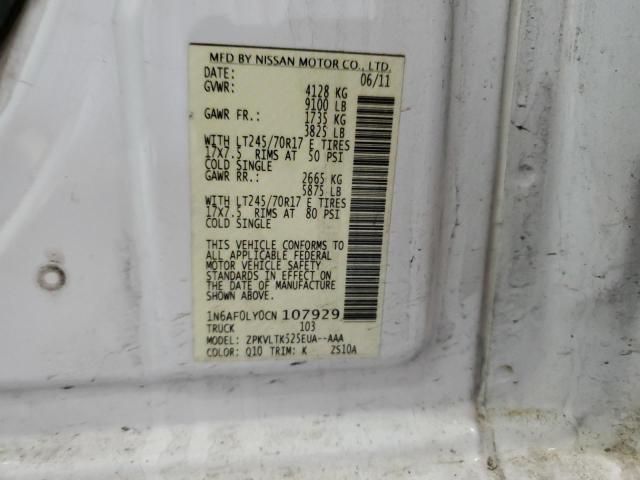 MFD BY NISSAN MOTOR CO., LTD.
DATE: 06/11
GVWR: 4128 KG
9100 LB
GAWR FR.: 1735 KG
3825 LB
WITH LT245/70R17 E TIRES
17X7.5 RIMS AT 50 PSI
COLD SINGLE
GAWR RR.: 2665 KG
5875 LB
WITH LT245/70R17 E TIRES
17X7.5 RIMS AT 80 PSI
COLD SINGLE
THIS VEHICLE CONFORMS TO
ALL APPLICABLE FEDERAL
MOTOR VEHICLE SAFETY
STANDARDS IN EFFECT ON
THE DATE OF MANUFACTURE
SHOWN ABOVE.
1N6AF0LY0CN 107929
TRUCK 103
MODEL: ZPKVLTK525EUA--AAA
COLOR: Q10 TRIM: K ZS10A